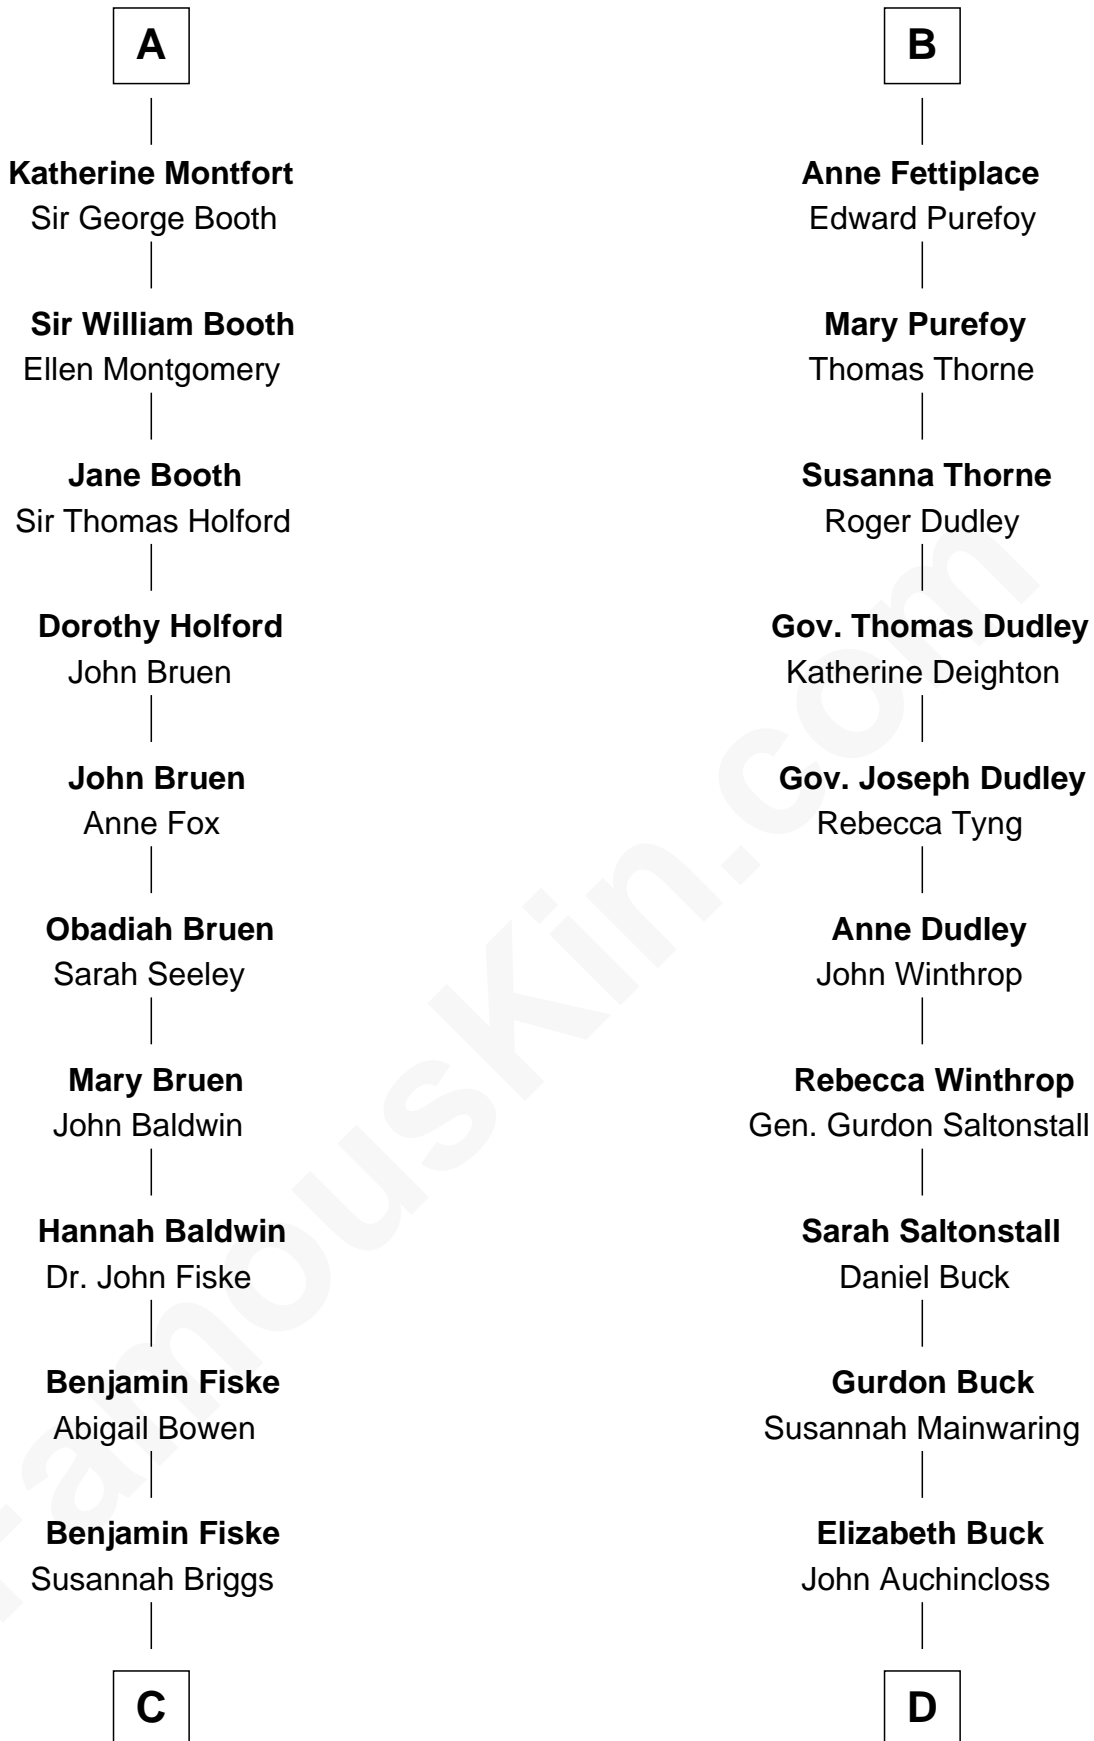 A
Katherine Montfort
Sir George Booth
Sir William Booth
Ellen Montgomery
Jane Booth
Sir Thomas Holford
Dorothy Holford
John Bruen
John Bruen
Anne Fox
Obadiah Bruen
Sarah Seeley
Mary Bruen
John Baldwin
Hannah Baldwin
Dr. John Fiske
Benjamin Fiske
Abigail Bowen
Benjamin Fiske
Susannah Briggs
C
B
Anne Fettiplace
Edward Purefoy
Mary Purefoy
Thomas Thorne
Susanna Thorne
Roger Dudley
Gov. Thomas Dudley
Katherine Deighton
Gov. Joseph Dudley
Rebecca Tyng
Anne Dudley
John Winthrop
Rebecca Winthrop
Gen. Gurdon Saltonstall
Sarah Saltonstall
Daniel Buck
Gurdon Buck
Susannah Mainwaring
Elizabeth Buck
John Auchincloss
D
FamousKin.com